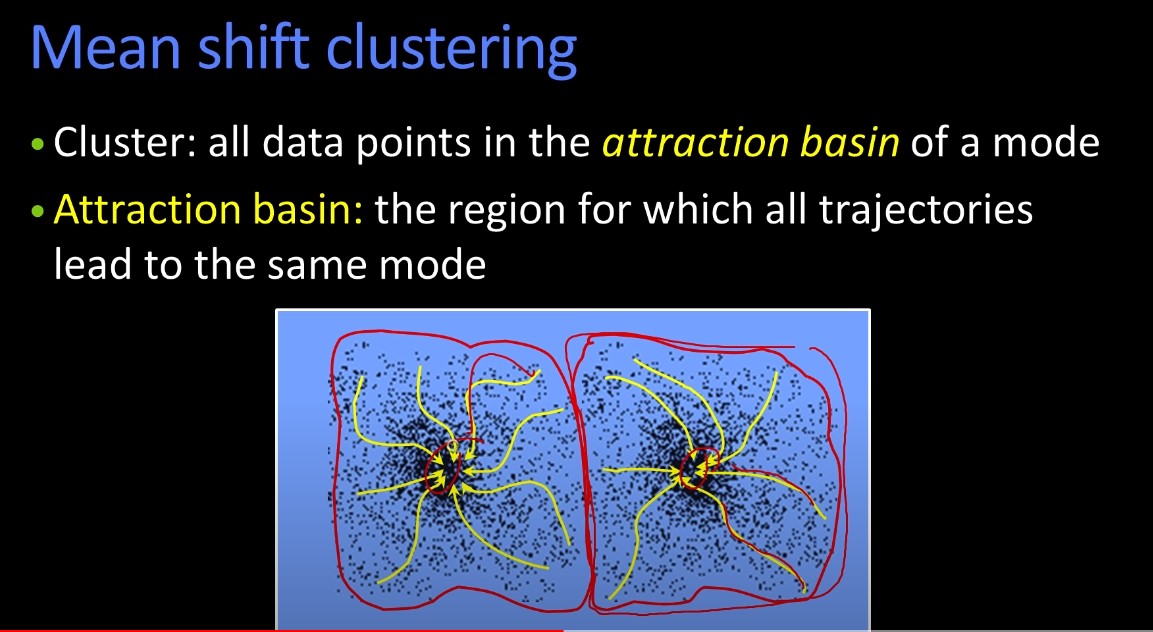 Mean shift clustering
• Cluster: all data points in the attraction basin of a mode
• Attraction basin: the region for which all trajectories
lead to the same mode